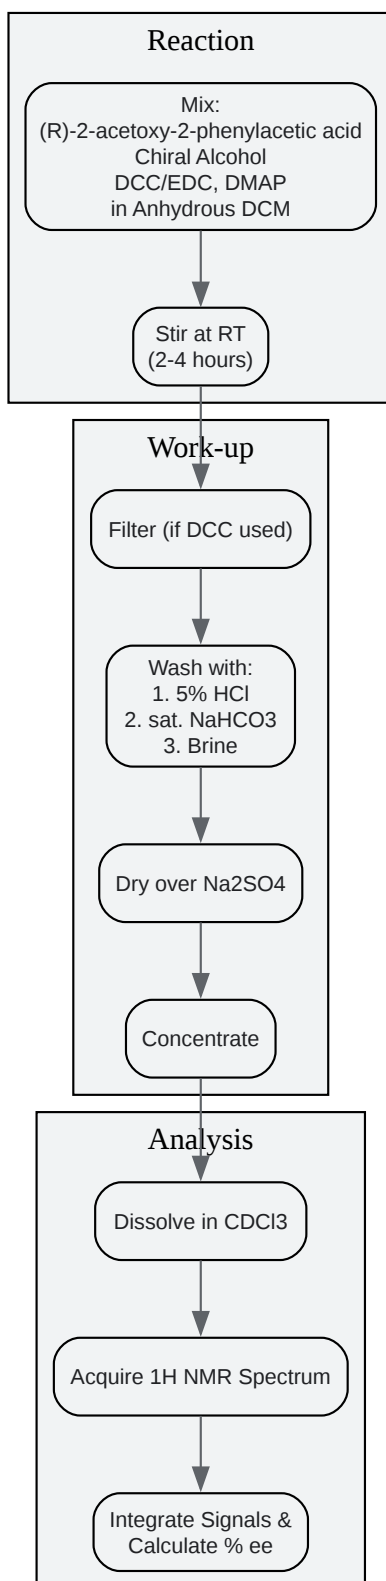 Reaction
Mix:
(R)-2-acetoxy-2-phenylacetic acid
Chiral Alcohol
DCC/EDC, DMAP
in Anhydrous DCM
Stir at RT
(2-4 hours)
Work-up
Filter (if DCC used)
Wash with:
1. 5% HCl
2. sat. NaHCO3
3. Brine
Dry over Na2SO4
Concentrate
Analysis
Dissolve in CDCl3
Acquire 1H NMR Spectrum
Integrate Signals &
Calculate % ee